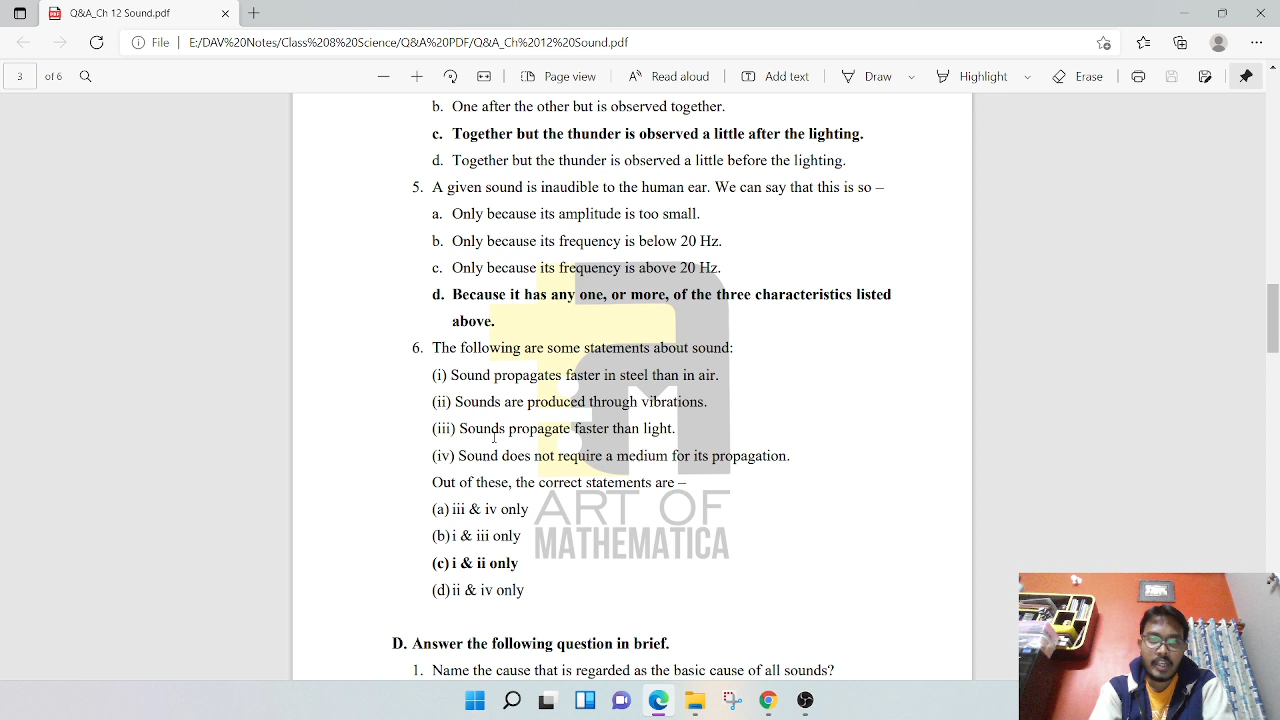 Q&A_Ch 12 Sound.pdf
File
E:/DAV%20Notes/Class%208%20Science/Q&A%20PDF/Q&A_Ch%2012%20Sound.pdf
3 of 6
Page view
Read aloud
Add text
Draw
Highlight
Erase
b. One after the other but is observed together.
c. Together but the thunder is observed a little after the lighting.
d. Together but the thunder is observed a little before the lighting.
5. A given sound is inaudible to the human ear. We can say that this is so –
a. Only because its amplitude is too small.
b. Only because its frequency is below 20 Hz.
c. Only because its frequency is above 20 Hz.
d. Because it has any one, or more, of the three characteristics listed
above.
6. The following are some statements about sound:
(i) Sound propagates faster in steel than in air.
(ii) Sounds are produced through vibrations.
(iii) Sounds propagate faster than light.
(iv) Sound does not require a medium for its propagation.
Out of these, the correct statements are –
(a) iii & iv only
(b) i & iii only
(c) i & ii only
(d) ii & iv only
ART OF
MATHEMATICA
D. Answer the following question in brief.
1. Name the cause that is regarded as the basic cause of all sounds?